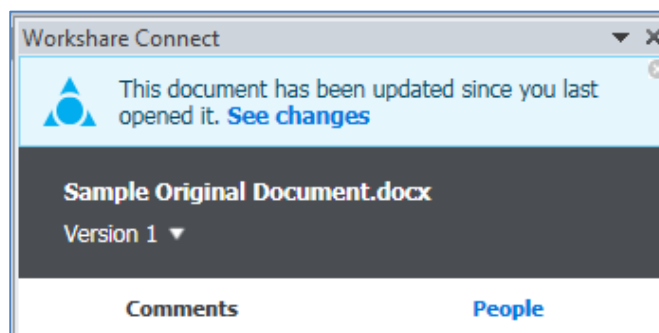 Workshare Connect
This document has been updated since you last
opened it. See changes
Sample Original Document.docx
Version 1
Comments People